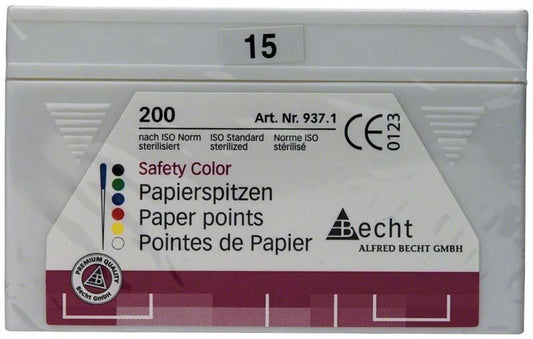 15
200 Art. Nr. 937.1
nach ISO Norm ISO Standard Norme ISO
sterilisiert sterilized stérilisé
CE 0123
Safety Color
Papierspitzen
Paper points
Pointes de Papier
Becht
ALFRED BECHT GMBH
PREMIUM QUALITY
BECHT GMBH